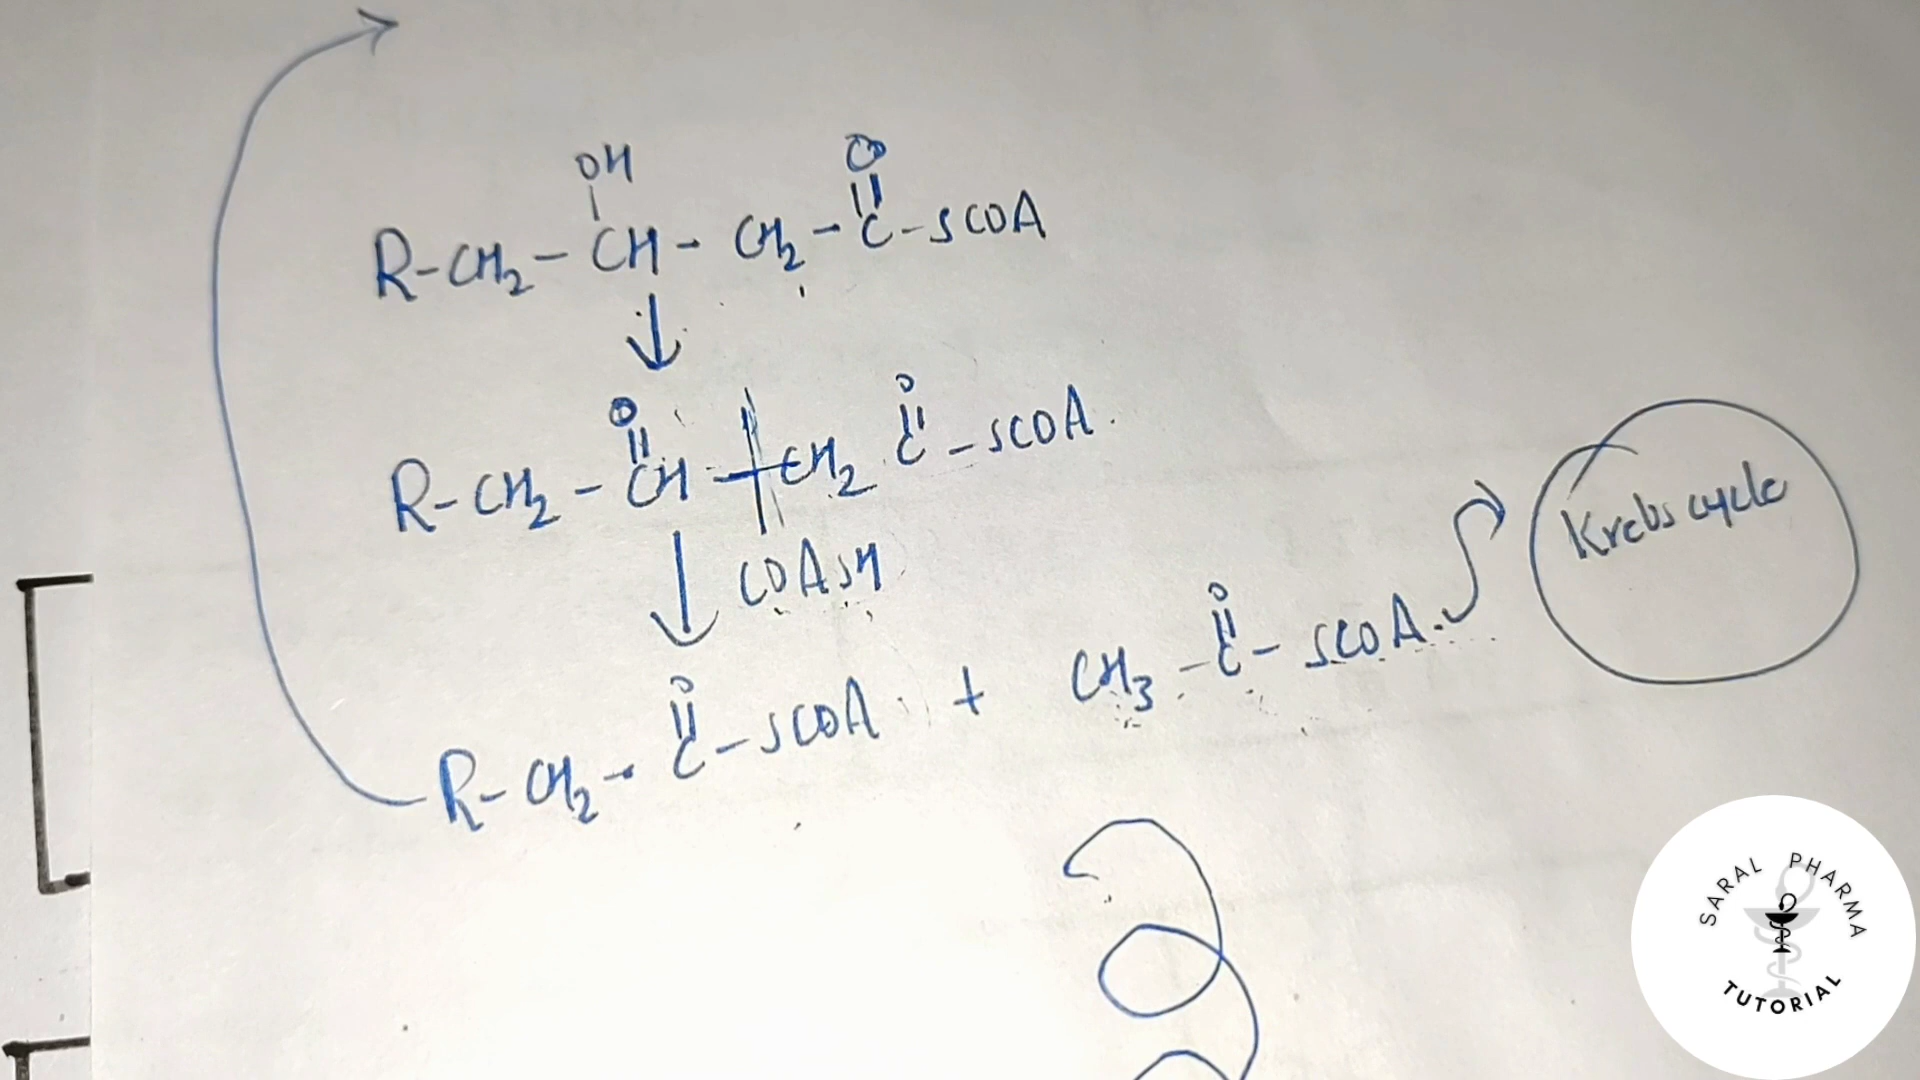 OH O
R-CH2-CH-CH2-C-SCOA
O O
R-CH2-CH-CH2 C-SCOA.
COASH
O O
R-CH2-C-SCOA + CH3-C-SCOA.
Krebs cycle
SARAL PHARMA
TUTORIAL